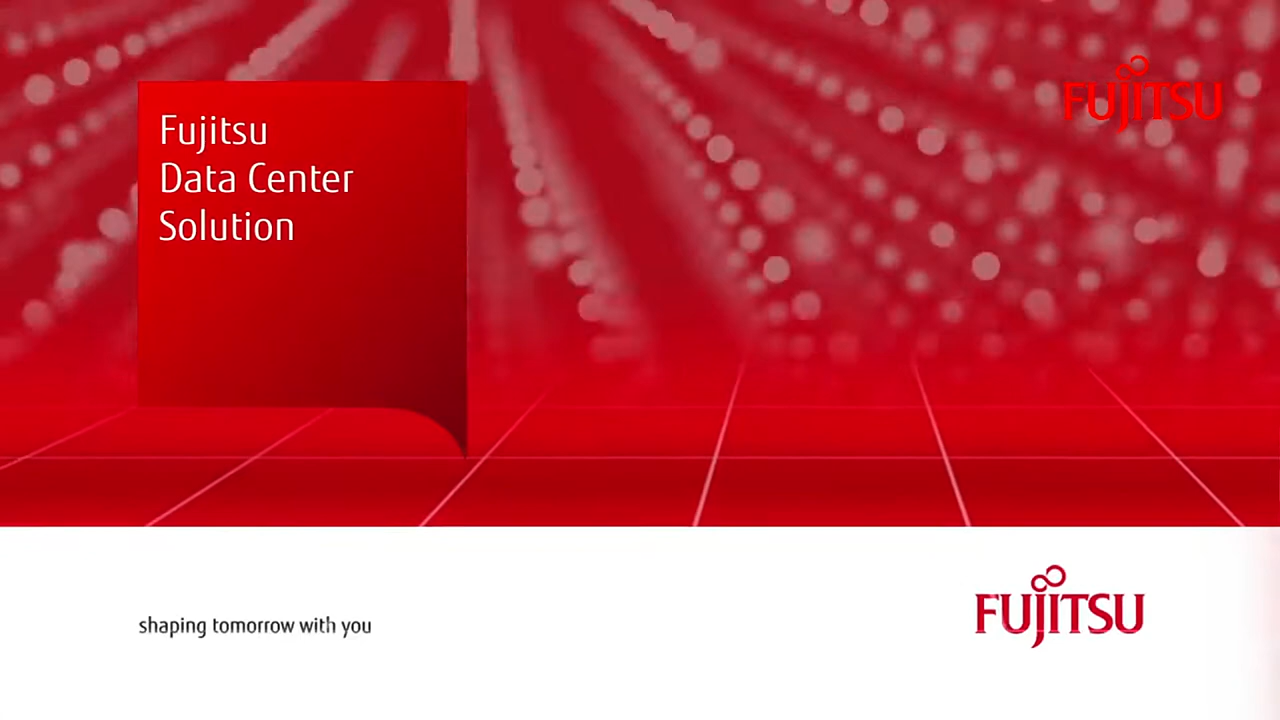 Fujitsu
Data Center
Solution
FUJITSU
shaping tomorrow with you
FUJITSU